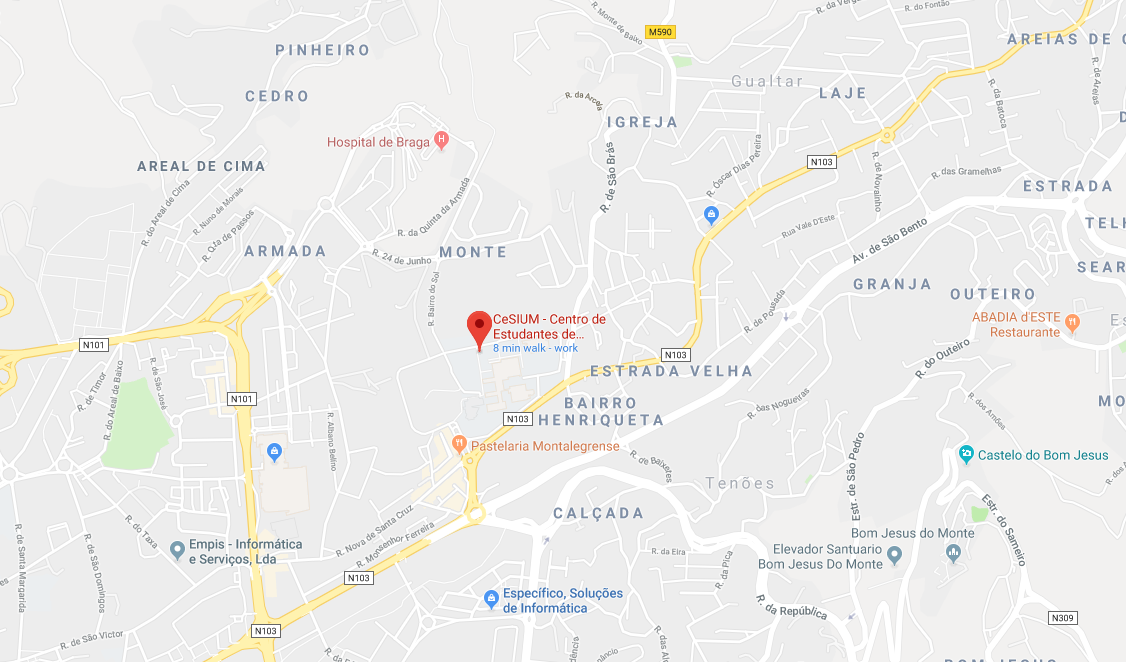 R. Monte de Baixo
M590
R. do Fontão
AREIAS DE
PINHEIRO
Gualtar
LAJE
CEDRO
R. da Arcela
IGREJA
R. de Areias
R. da Batoca
Hospital de Braga
AREAL DE CIMA
R. de São Brás
R. Óscar Dias Pereira
N103
R. de Novainho
R. das Gramelhas
ESTRADA
R. do Areal de Cima
R. Nuno de Morais
R. Q.ta de Passos
R. da Quinta da Armada
Rua Vale D'Este
TELH
ARMADA
R. 24 de Junho
MONTE
Av. de São Bento
SEAR
GRANJA
OUTEIRO
R. Bairro do Sol
R. de Pousada
CeSIUM - Centro de
Estudantes de...
8 min walk - work
ABADIA d'ESTE
Restaurante
N101
N103
R. do Outeiro
ESTRADA VELHA
R. de Timor
R. do Areal de Baixo
R. de São José
N101
BAIRRO
HENRIQUETA
N103
R. das Nogueiras
R. dos Amões
MO
R. Albano Belino
Pastelaria Montalegrense
R. de Baixetes
Estr. de São Pedro
Castelo do Bom Jesus
Tenões
CALÇADA
Estr. do Sameiro
R. do Taxa
R. Nova de Santa Cruz
R. Monsenhor Ferreira
R. de Santa Margarida
R. de São Domingos
Empis - Informática
e Serviços, Lda
R. da Eira
R. da Pica
Bom Jesus do Monte
Elevador Santuario
Bom Jesus Do Monte
N103
Específico, Soluções
de Informática
R. da República
N309
N103
R. de São Victor
BOM JESUS